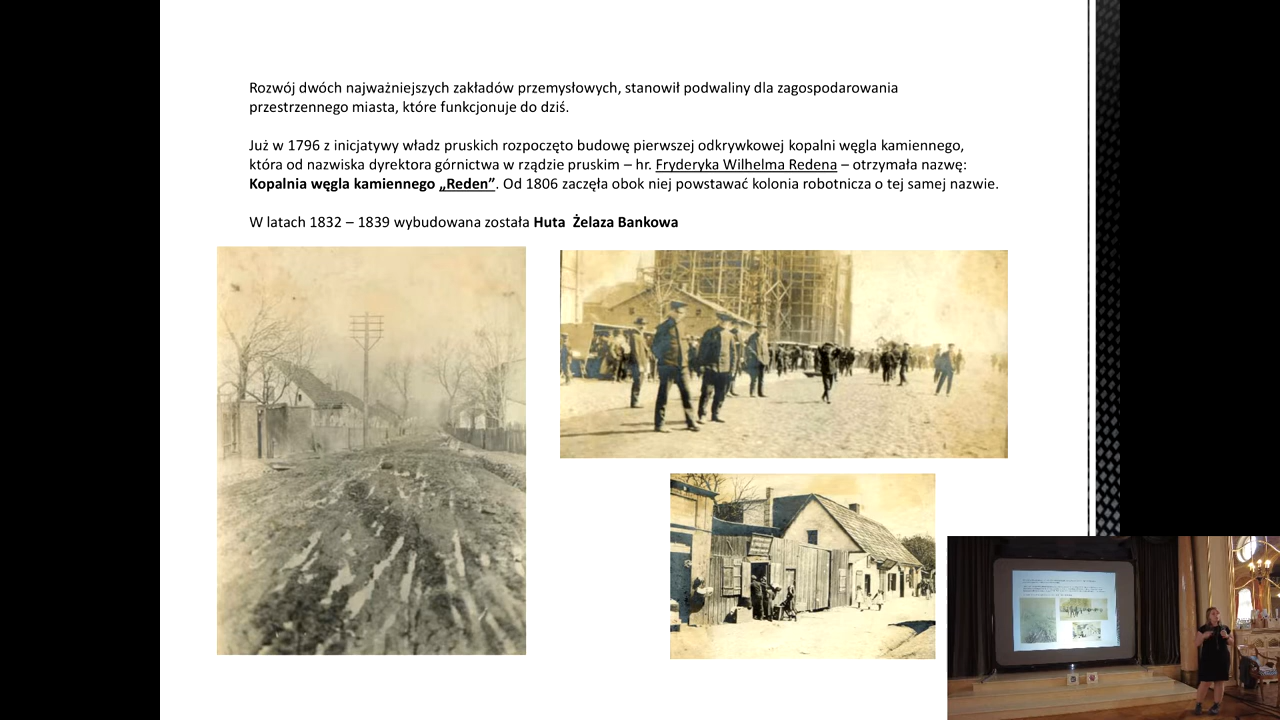 Rozwój dwóch najważniejszych zakładów przemysłowych, stanowił podwaliny dla zagospodarowania
przestrzennego miasta, które funkcjonuje do dziś.
Już w 1796 z inicjatywy władz pruskich rozpoczęto budowę pierwszej odkrywkowej kopalni węgla kamiennego,
która od nazwiska dyrektora górnictwa w rządzie pruskim – hr. Fryderyka Wilhelma Redena – otrzymała nazwę:
Kopalnia węgla kamiennego „Reden”. Od 1806 zaczęła obok niej powstawać kolonia robotnicza o tej samej nazwie.
W latach 1832 – 1839 wybudowana została Huta  Żelaza Bankowa